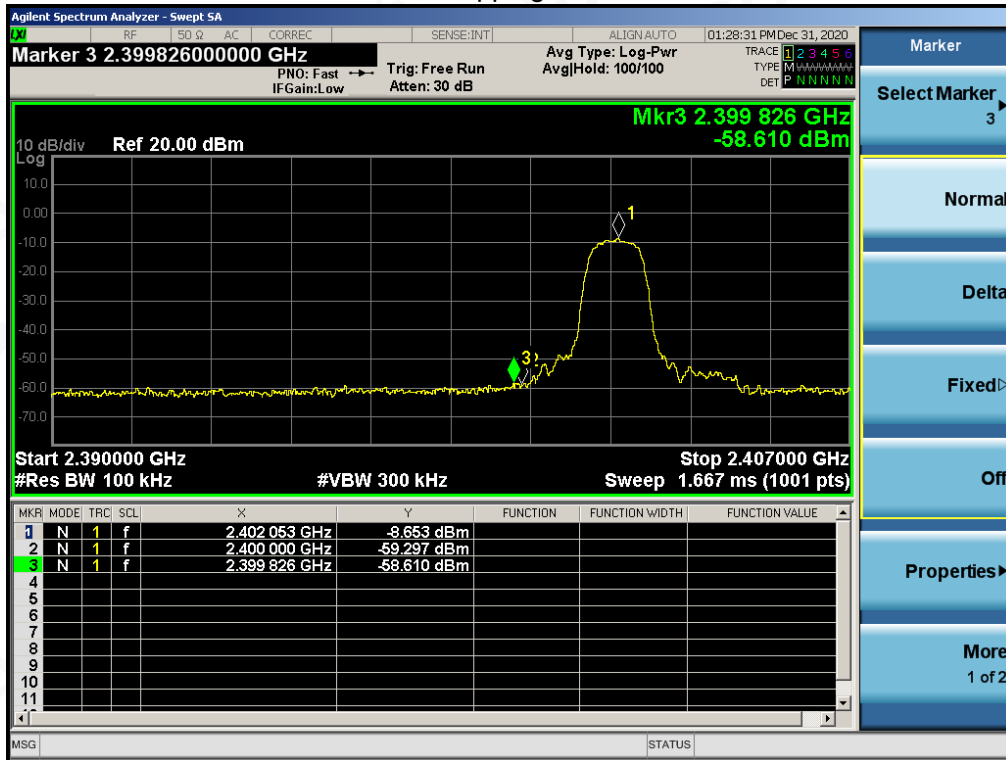 Agilent Spectrum Analyzer - Swept SA
LXI RF 50 Ω AC CORREC SENSE:INT ALIGN AUTO 01:28:31 PM Dec 31, 2020
Marker 3 2.399826000000 GHz
PNO: Fast
IFGain:Low
Trig: Free Run
Atten: 30 dB
Avg Type: Log-Pwr
Avg|Hold: 100/100
TRACE 1 2 3 4 5 6
TYPE M WWWWW
DET P N N N N N
Mkr3 2.399 826 GHz
-58.610 dBm
10 dB/div Ref 20.00 dBm
Log
10.0
0.00
-10.0
-20.0
-30.0
-40.0
-50.0
-60.0
-70.0
1
3
Start 2.390000 GHz Stop 2.407000 GHz
#Res BW 100 kHz #VBW 300 kHz Sweep 1.667 ms (1001 pts)
MKR MODE TRC SCL X Y FUNCTION FUNCTION WIDTH FUNCTION VALUE
1 N 1 f 2.402 053 GHz -8.653 dBm
2 N 1 f 2.400 000 GHz -59.297 dBm
3 N 1 f 2.399 826 GHz -58.610 dBm
4
5
6
7
8
9
10
11
MSG STATUS
Marker
Select Marker
3
Normal
Delta
Fixed
Off
Properties
More
1 of 2